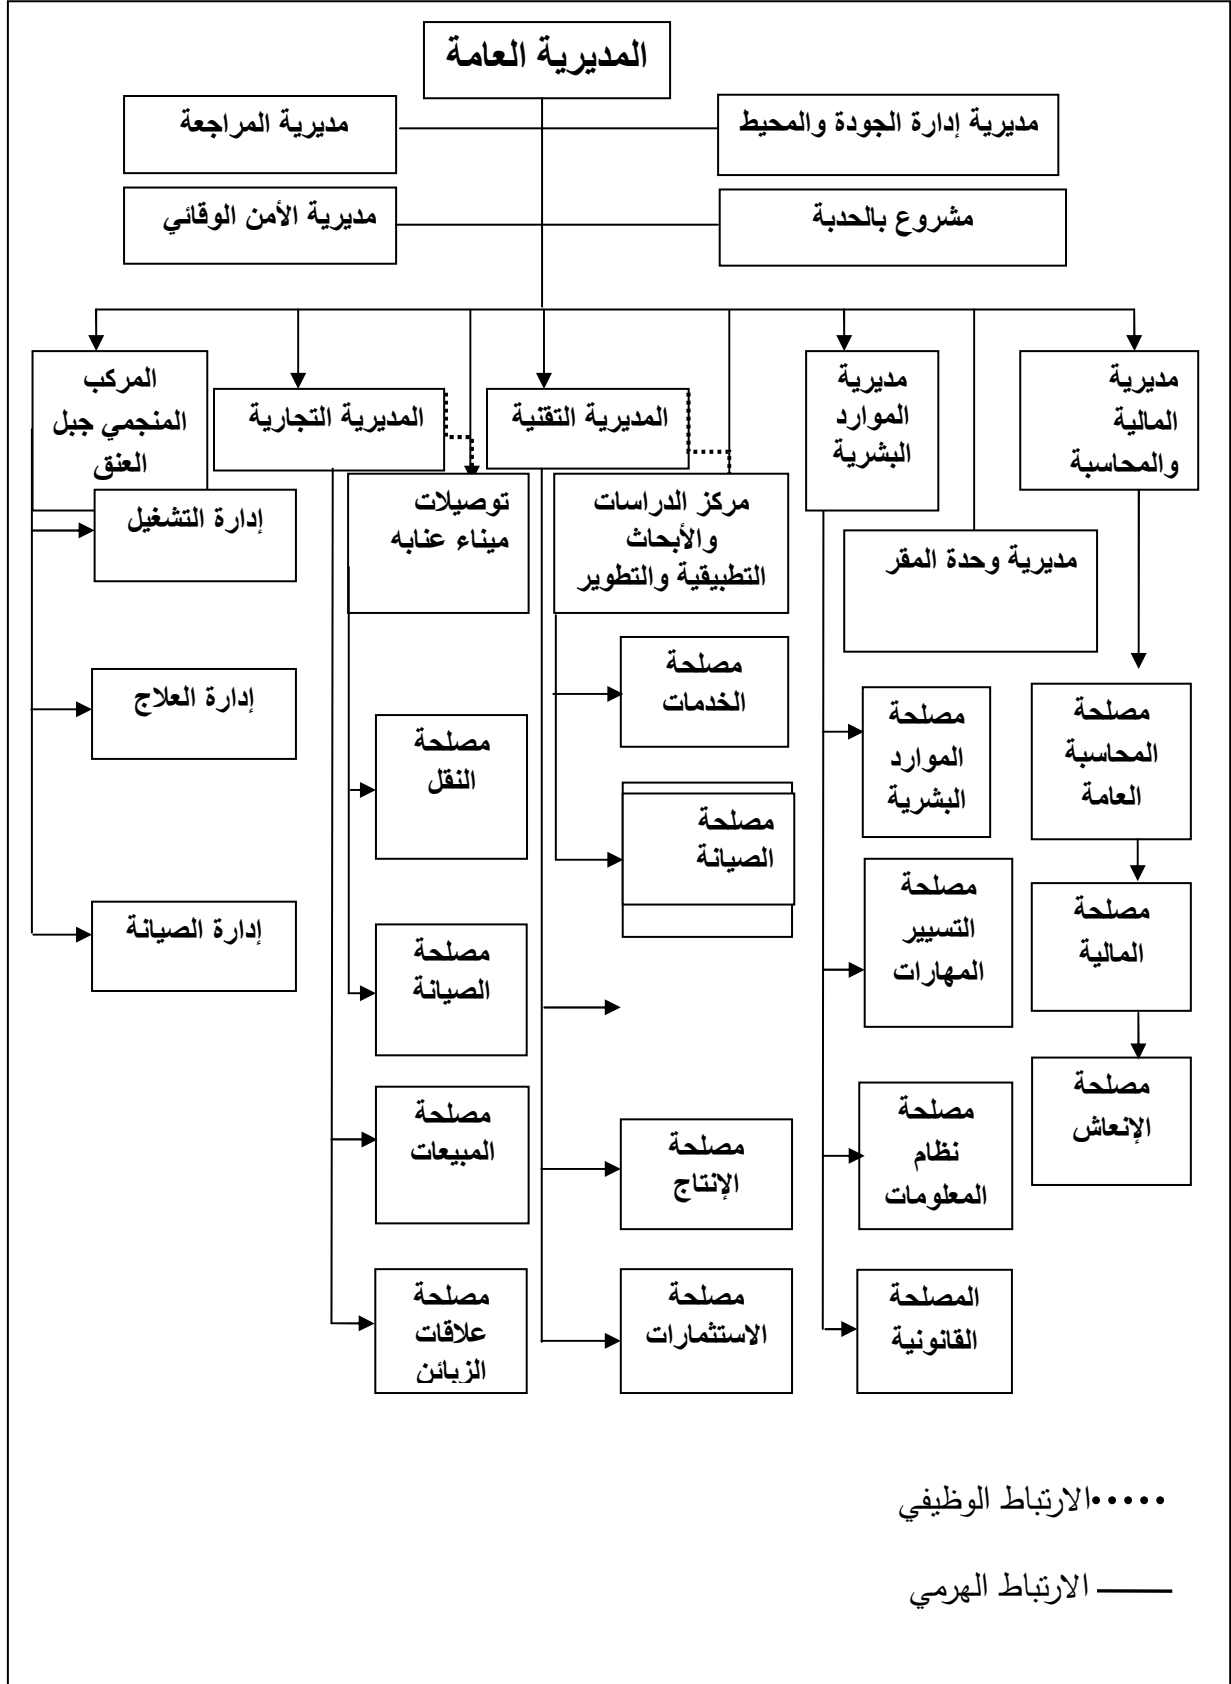 المديرية العامة
مديرية إدارة الجودة والمحيط
مديرية المراجعة
مشروع بالحدبة
مديرية الأمن الوقائي
مديرية
المالية
والمحاسبة
مديرية
الموارد
البشرية
المديرية التقنية
المديرية التجارية
المركب
المنجمي جبل
العنق
مديرية وحدة المقر
مركز الدراسات
والأبحاث
التطبيقية والتطوير
توصيلات
ميناء عنابه
إدارة التشغيل
مصلحة
المحاسبة
العامة
مصلحة
الموارد
البشرية
مصلحة
الخدمات
مصلحة
النقل
إدارة العلاج
مصلحة
المالية
مصلحة
التسيير
المهارات
مصلحة
الصيانة
مصلحة
الصيانة
إدارة الصيانة
مصلحة
الإنعاش
مصلحة
نظام
المعلومات
مصلحة
الإنتاج
مصلحة
المبيعات
المصلحة
القانونية
مصلحة
الاستثمارات
مصلحة
علاقات
الزبائن
الارتباط الوظيفي
الارتباط الهرمي